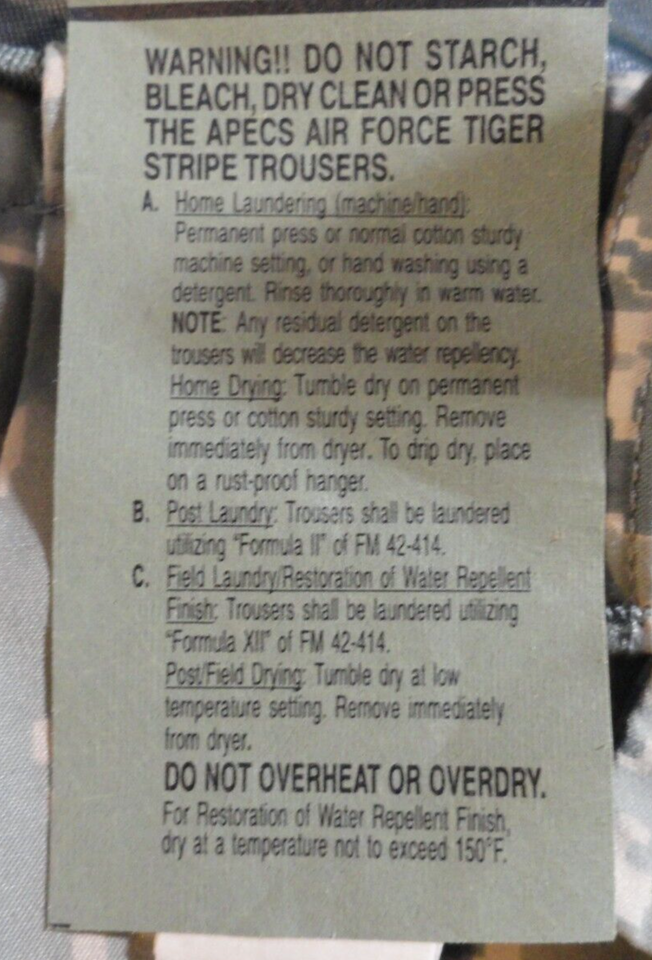 WARNING!! DO NOT STARCH,
BLEACH, DRY CLEAN OR PRESS
THE APECS AIR FORCE TIGER
STRIPE TROUSERS.
A. Home Laundering (machine/hand):
Permanent press or normal cotton sturdy
machine setting, or hand washing using a
detergent. Rinse thoroughly in warm water.
NOTE: Any residual detergent on the
trousers will decrease the water repellency.
Home Drying: Tumble dry on permanent
press or cotton sturdy setting. Remove
immediately from dryer. To drip dry, place
on a rust-proof hanger.
B. Post Laundry: Trousers shall be laundered
utilizing "Formula II" of FM 42-414.
C. Field Laundry/Restoration of Water Repellent
Finish: Trousers shall be laundered utilizing
"Formula XII" of FM 42-414.
Post/Field Drying: Tumble dry at low
temperature setting. Remove immediately
from dryer.
DO NOT OVERHEAT OR OVERDRY.
For Restoration of Water Repellent Finish,
dry at a temperature not to exceed 150°F.